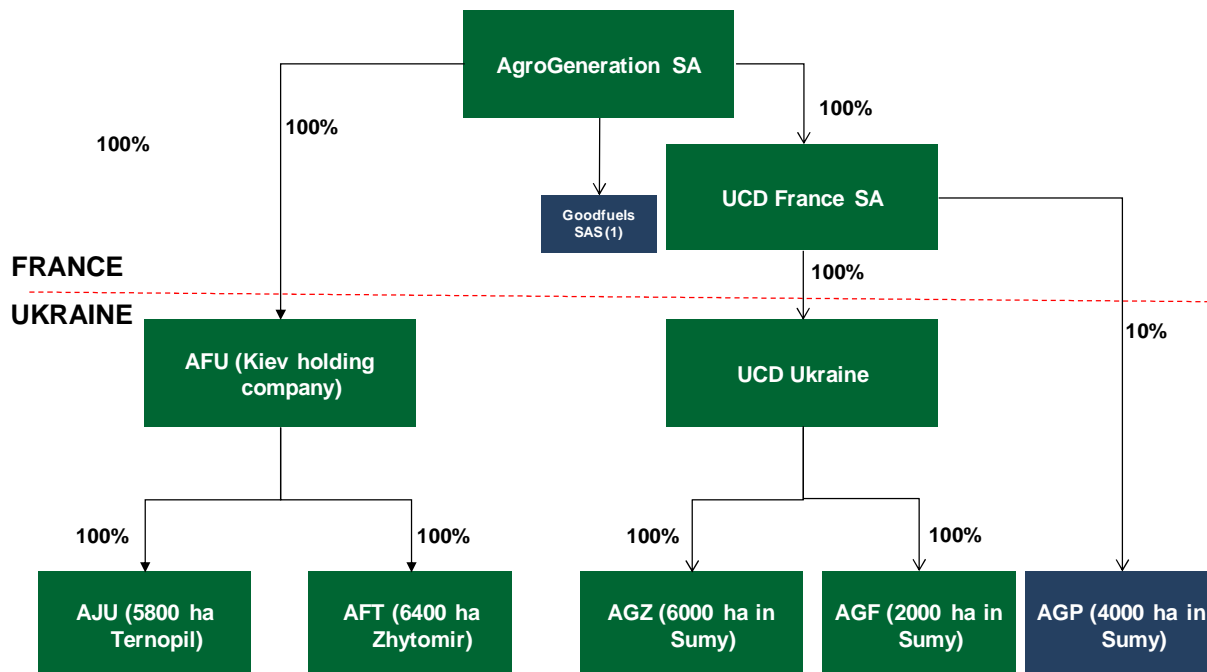 AgroGeneration SA
100%
100%
100%
UCD France SA
Goodfuels
SAS (1)
FRANCE
100%
UKRAINE
10%
AFU (Kiev holding
company)
UCD Ukraine
100%
100%
100%
100%
AJU (5800 ha
Ternopil)
AFT (6400 ha
Zhytomir)
AGZ (6000 ha in
Sumy)
AGF (2000 ha in
Sumy)
AGP (4000 ha in
Sumy)